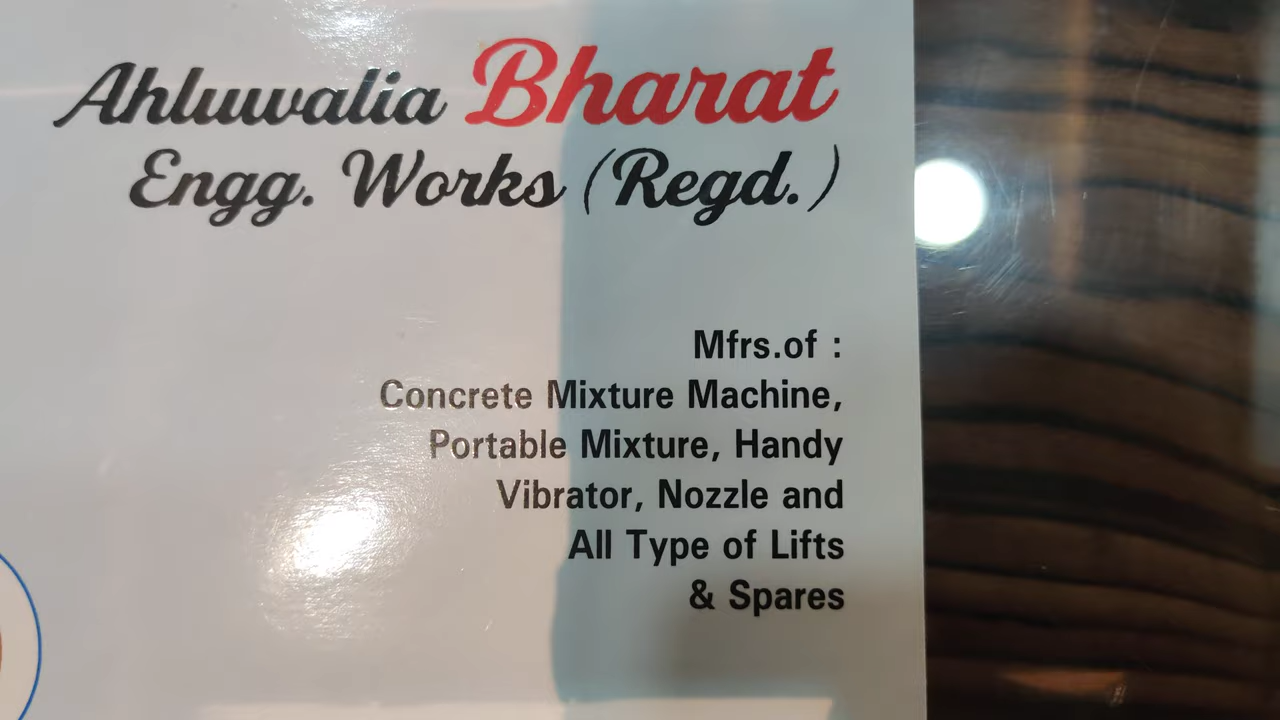 Ahluwalia Bharat
Engg. Works (Regd.)
Mfrs.of :
Concrete Mixture Machine,
Portable Mixture, Handy
Vibrator, Nozzle and
All Type of Lifts
& Spares